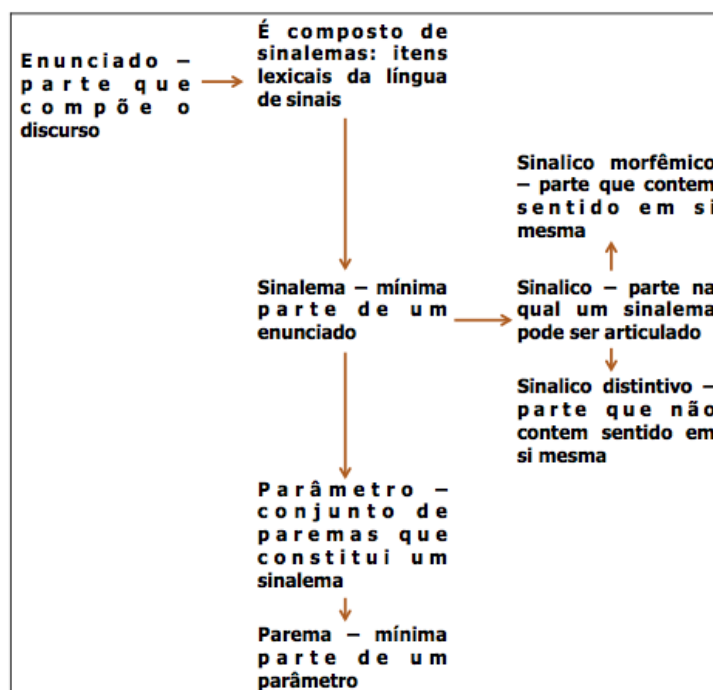 Enunciado –
parte que
compõe o
discurso
É composto de
sinalemas: itens
lexicais da língua
de sinais
Sinalico morfêmico
– parte que contem
sentido em si
mesma
Sinalema – mínima
parte de um
enunciado
Sinalico – parte na
qual um sinalema
pode ser articulado
Sinalico distintivo –
parte que não
contem sentido em
si mesma
Parâmetro –
conjunto de
paremas que
constitui um
sinalema
Parema – mínima
parte de um
parâmetro